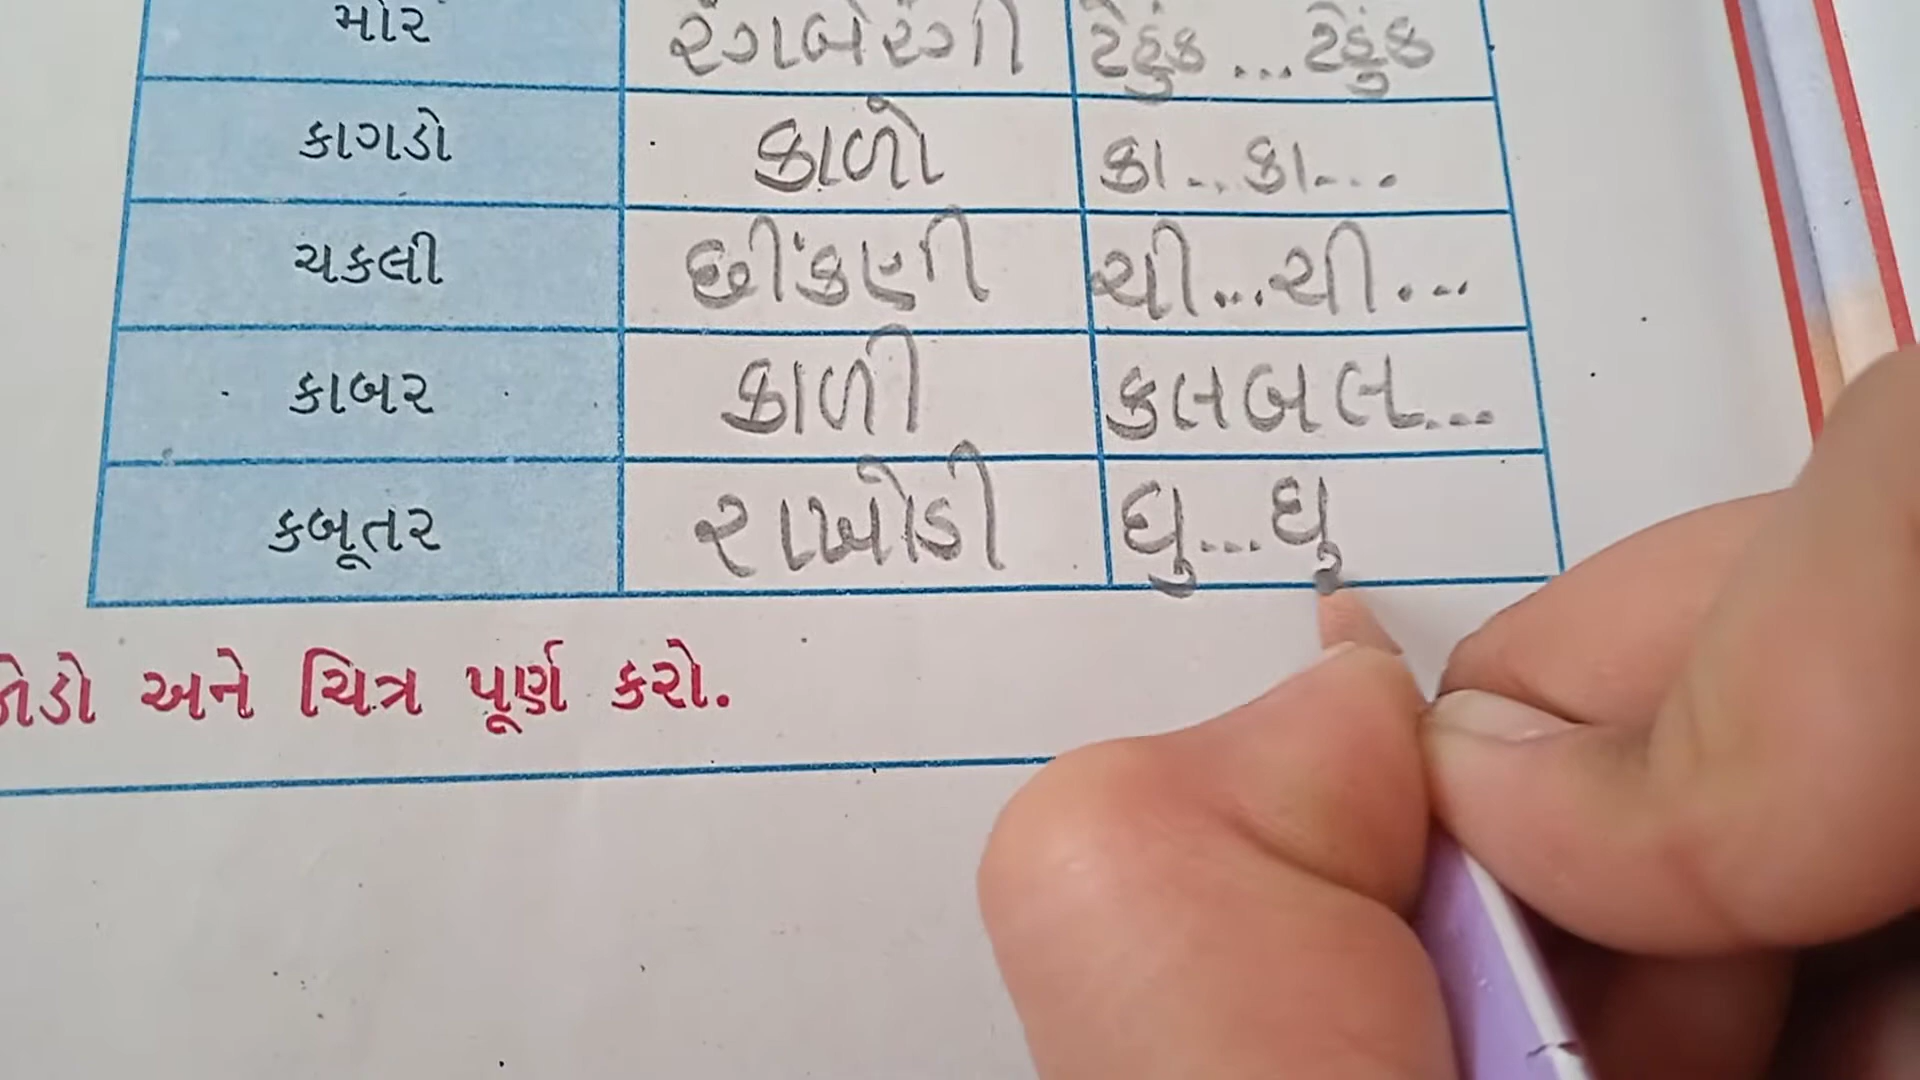 મોર રંગબેરંગી ટેહુંક ... ટેહુંક
કાગડો કાળો કા... કા...
ચકલી છીંકણી ચી...ચી...
કાબર કાળી કલબલ...
કબૂતર રાખોડી ઘુ...ઘુ
જોડો અને ચિત્ર પૂર્ણ કરો.